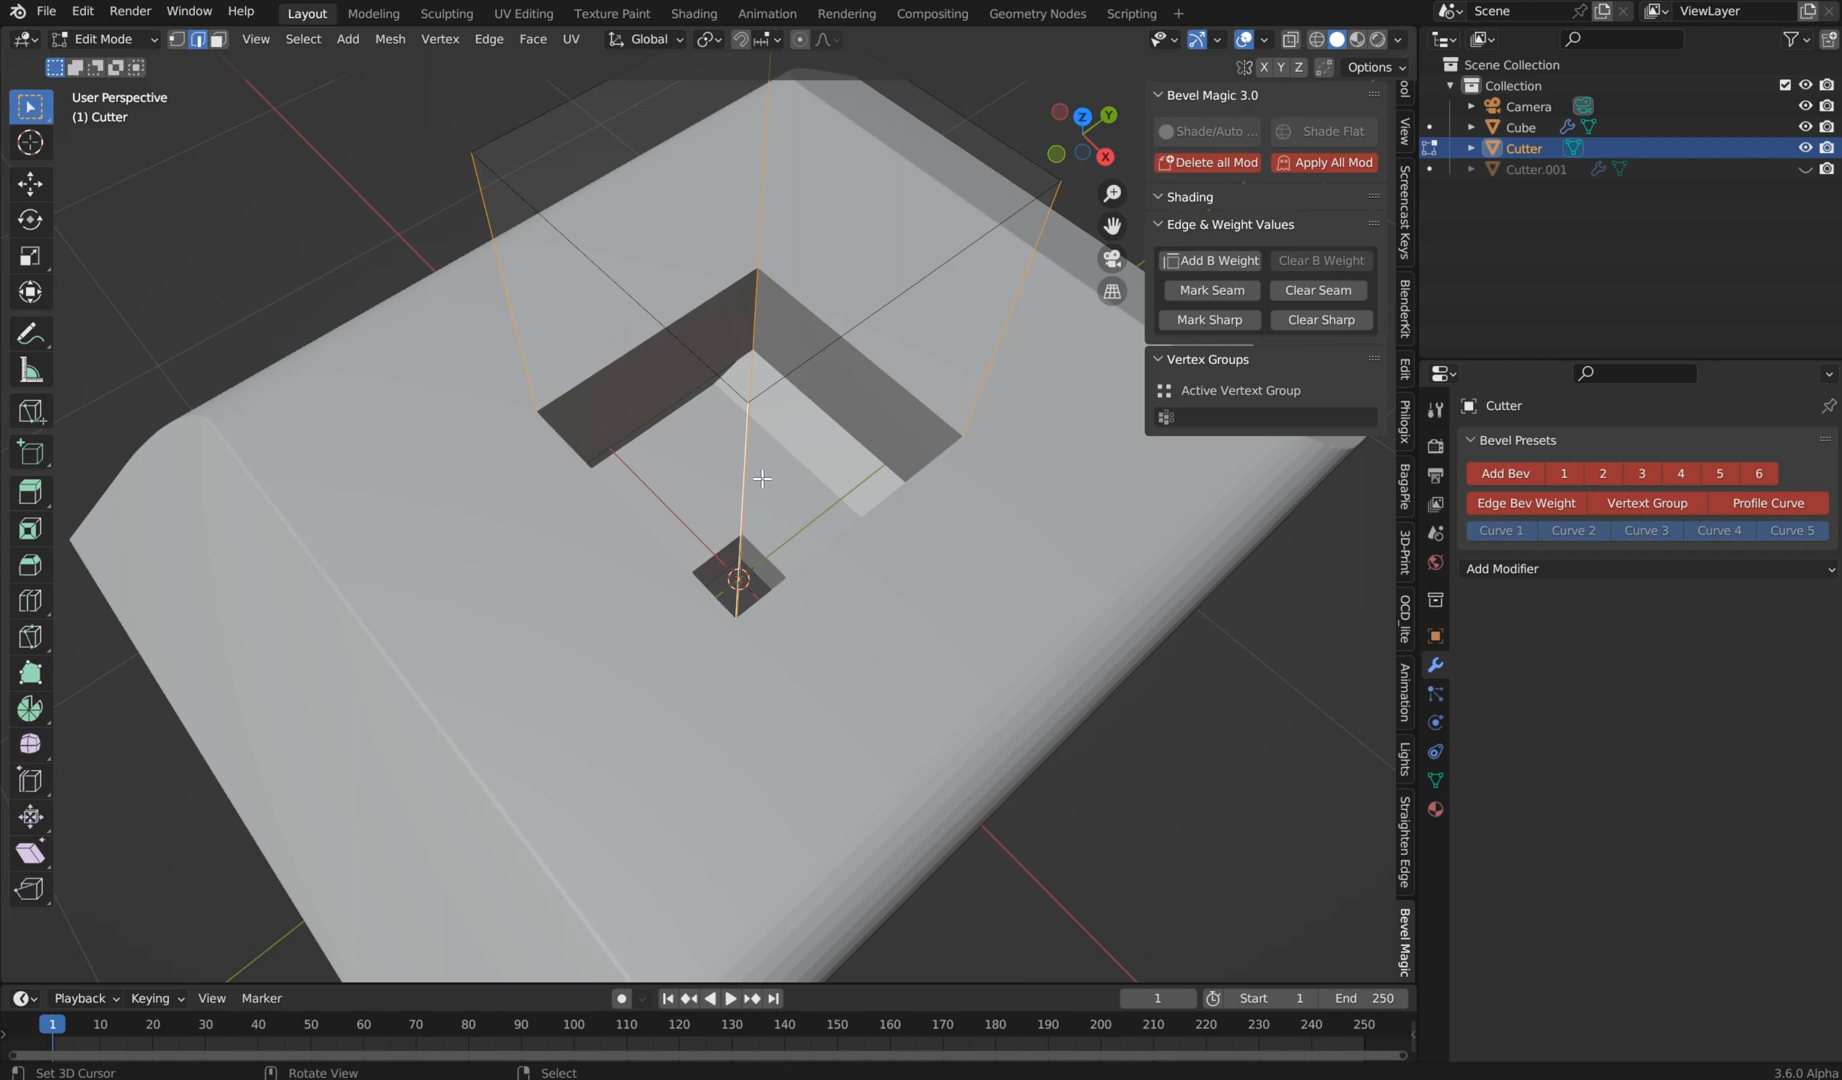 File Edit Render Window Help Layout Modeling Sculpting UV Editing Texture Paint Shading Animation Rendering Compositing Geometry Nodes Scripting + Scene ViewLayer
Edit Mode View Select Add Mesh Vertex Edge Face UV Global
X Y Z Options
User Perspective
(1) Cutter
Z Y X
Bevel Magic 3.0
Shade/Auto ... Shade Flat
Delete all Mod Apply All Mod
Shading
Edge & Weight Values
Add B Weight Clear B Weight
Mark Seam Clear Seam
Mark Sharp Clear Sharp
Vertex Groups
Active Vertext Group
View
Screencast Keys
BlenderKit
Edit
Philogix
BagaPie
3D-Print
OCD_lite
Animation
Lights
Straighten Edge
Bevel Magic
Scene Collection
Collection
Camera
Cube
Cutter
Cutter.001
Cutter
Bevel Presets
Add Bev 1 2 3 4 5 6
Edge Bev Weight Vertext Group Profile Curve
Curve 1 Curve 2 Curve 3 Curve 4 Curve 5
Add Modifier
Playback Keying View Marker 1 Start 1 End 250
1 10 20 30 40 50 60 70 80 90 100 110 120 130 140 150 160 170 180 190 200 210 220 230 240 250
Set 3D Cursor Rotate View Select 3.6.0 Alpha